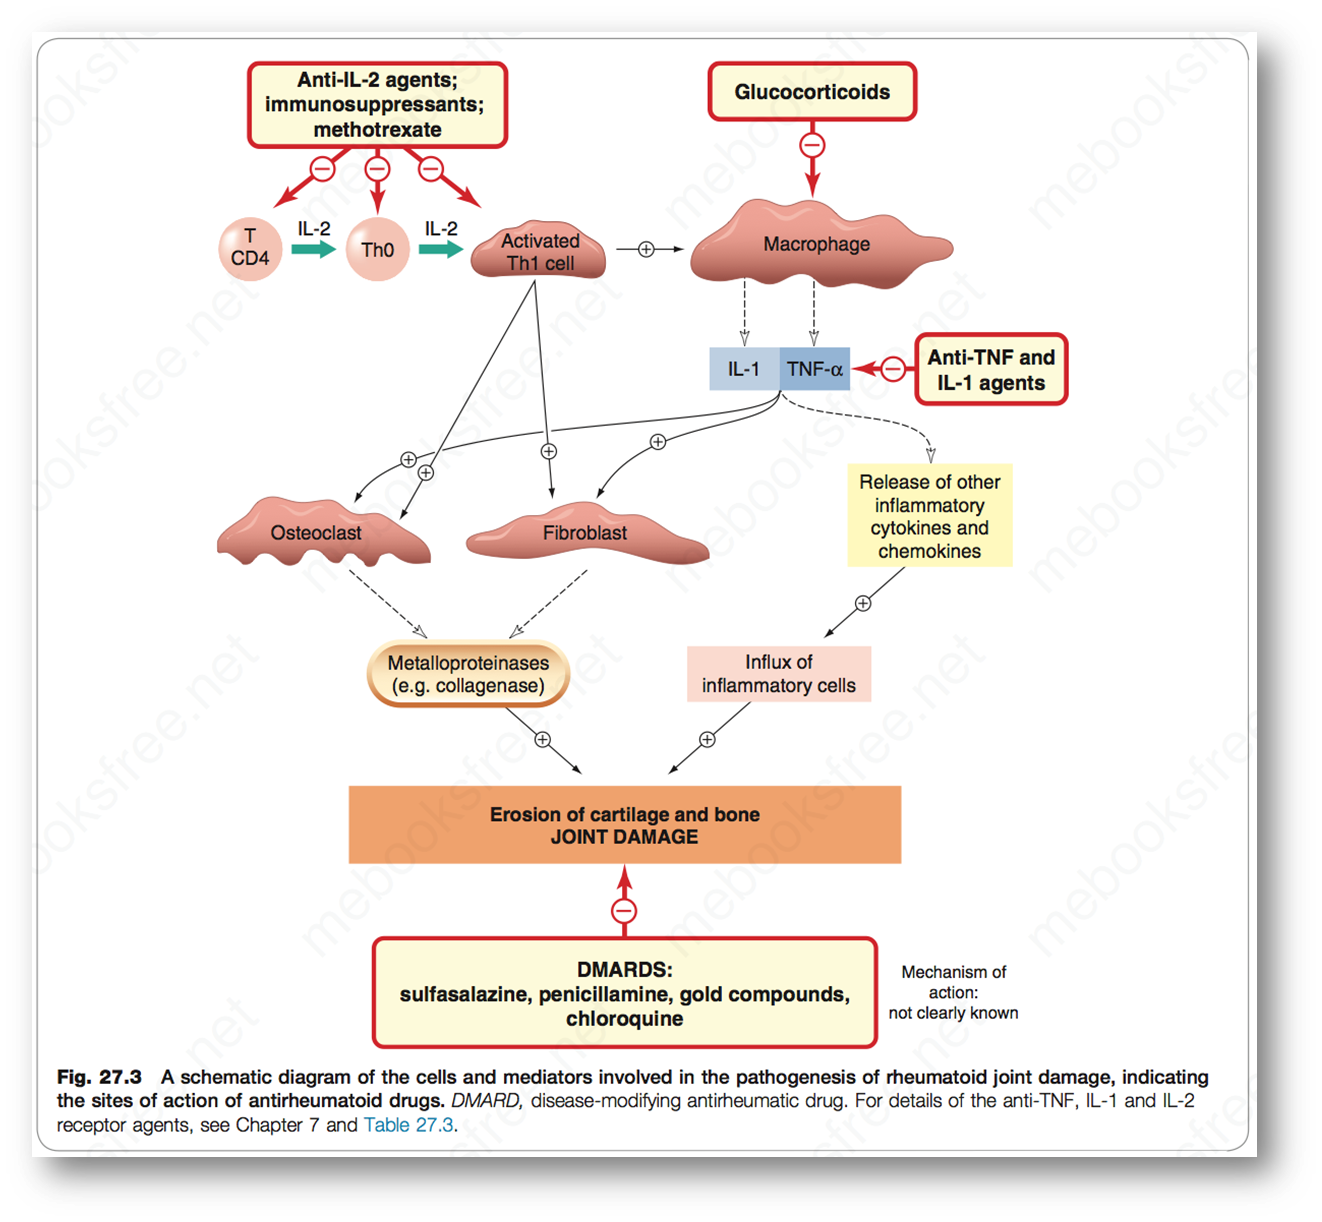 Anti-IL-2 agents;
immunosuppressants;
methotrexate
Glucocorticoids
T
CD4
IL-2
Th0
IL-2
Activated
Th1 cell
Macrophage
IL-1
TNF-α
Anti-TNF and
IL-1 agents
Osteoclast
Fibroblast
Release of other
inflammatory
cytokines and
chemokines
Metalloproteinases
(e.g. collagenase)
Influx of
inflammatory cells
Erosion of cartilage and bone
JOINT DAMAGE
DMARDS:
sulfasalazine, penicillamine, gold compounds,
chloroquine
Mechanism of
action:
not clearly known
Fig. 27.3 A schematic diagram of the cells and mediators involved in the pathogenesis of rheumatoid joint damage, indicating
the sites of action of antirheumatoid drugs. DMARD, disease-modifying antirheumatic drug. For details of the anti-TNF, IL-1 and IL-2
receptor agents, see Chapter 7 and Table 27.3.
mebooksfree.net